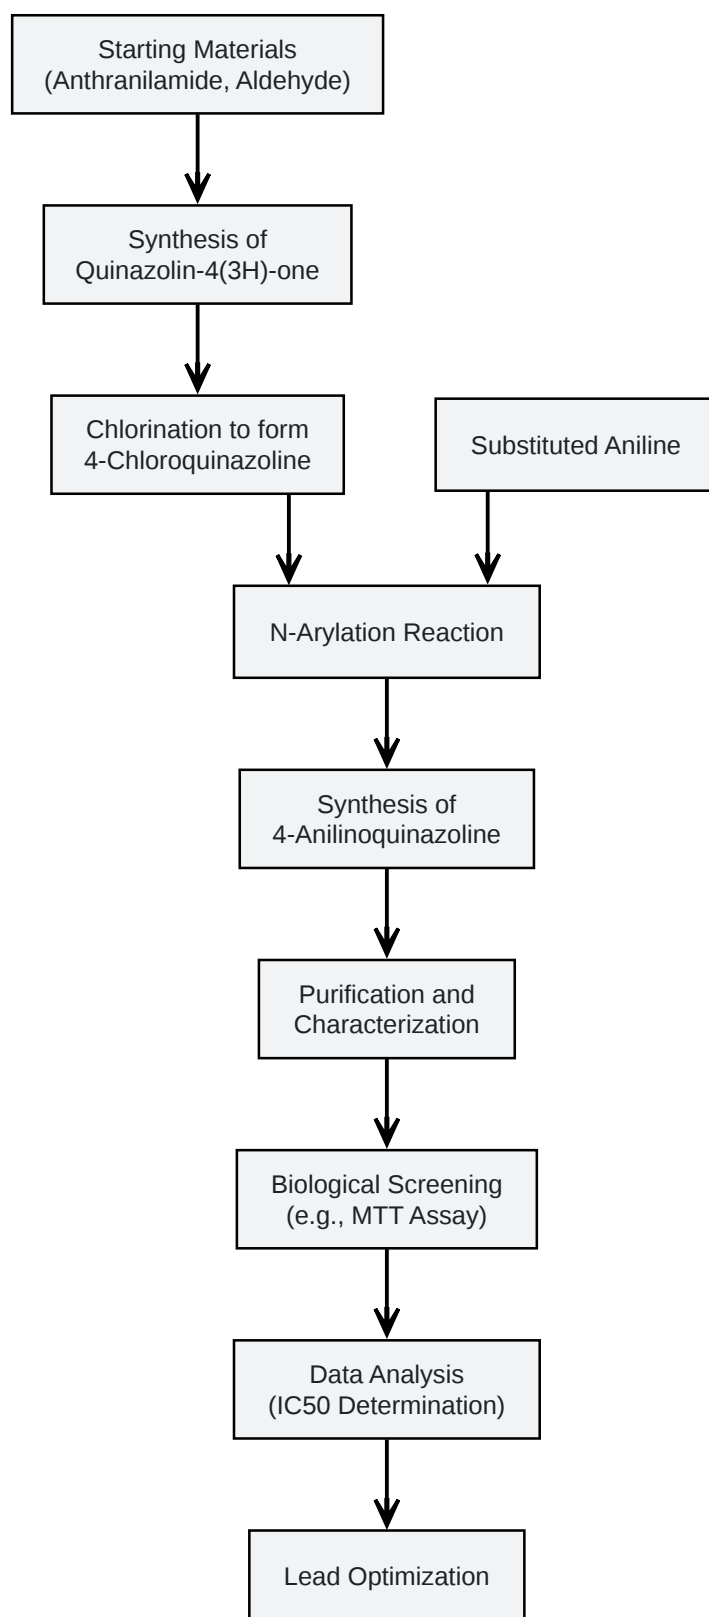 Starting Materials
(Anthranilamide, Aldehyde)
Synthesis of
Quinazolin-4(3H)-one
Chlorination to form
4-Chloroquinazoline
Substituted Aniline
N-Arylation Reaction
Synthesis of
4-Anilinoquinazoline
Purification and
Characterization
Biological Screening
(e.g., MTT Assay)
Data Analysis
(IC50 Determination)
Lead Optimization